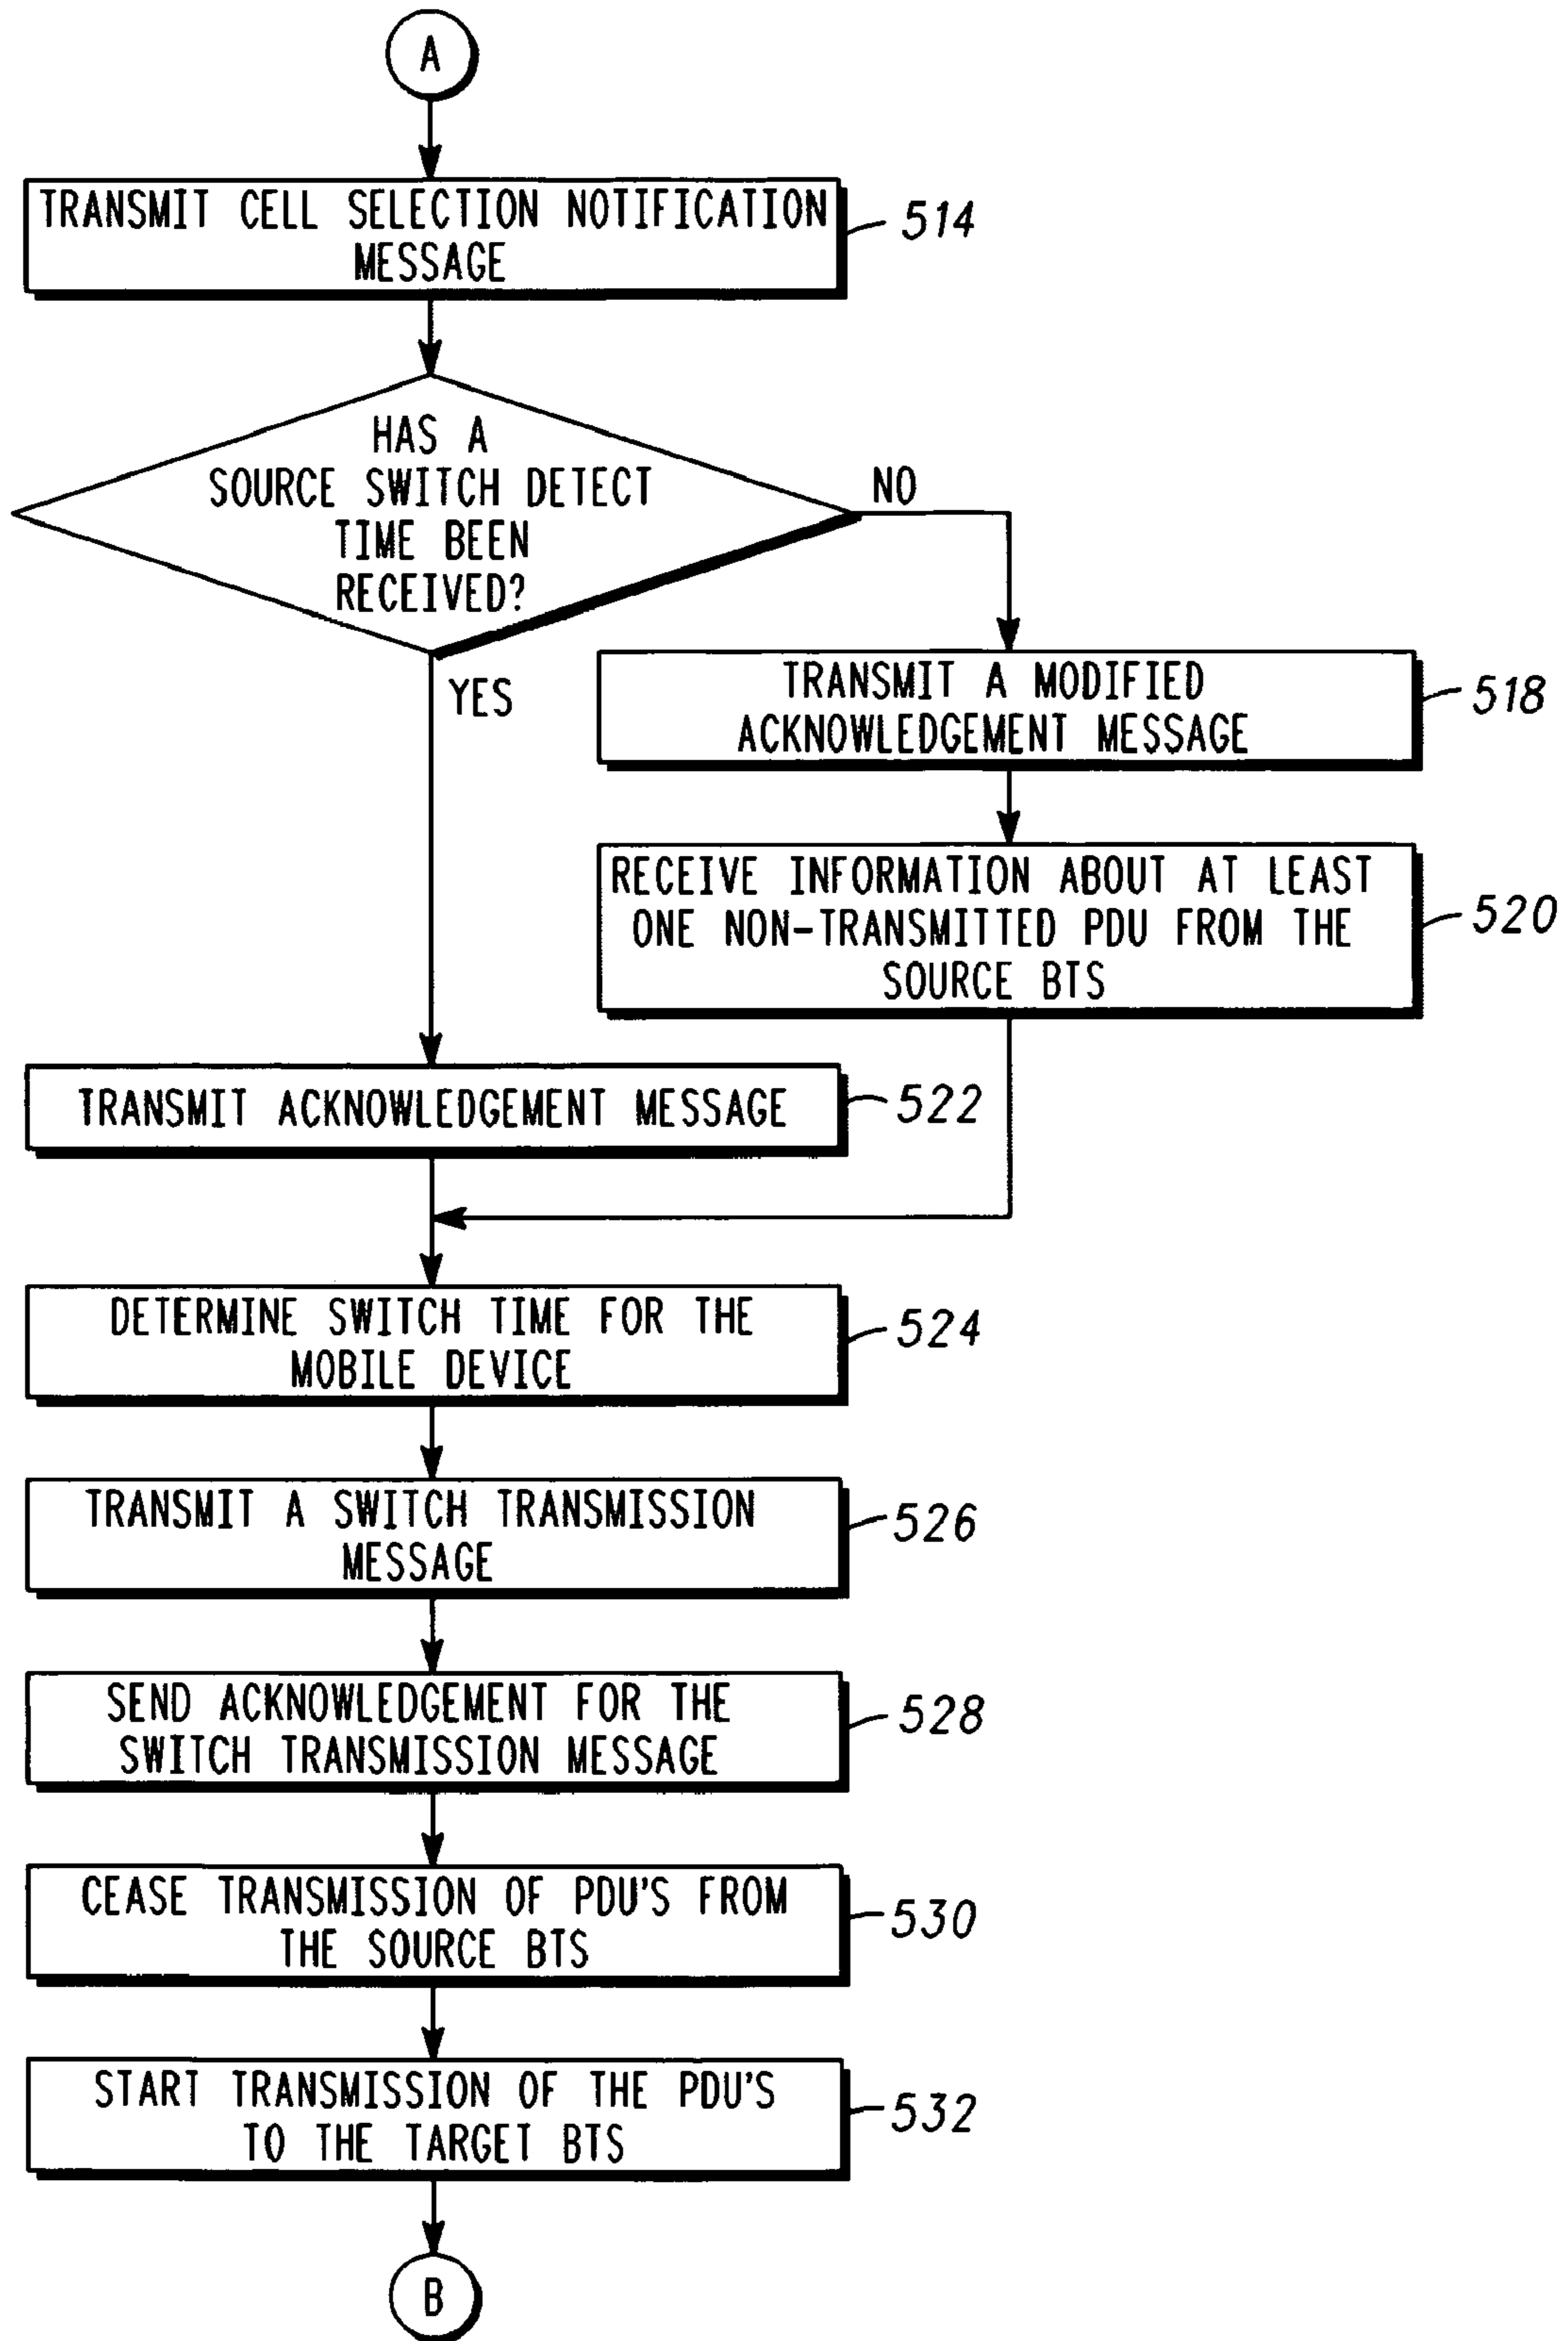 A
TRANSMIT CELL SELECTION NOTIFICATION
MESSAGE
514
HAS A
SOURCE SWITCH DETECT
TIME BEEN
RECEIVED?
NO
YES
TRANSMIT A MODIFIED
ACKNOWLEDGEMENT MESSAGE
518
RECEIVE INFORMATION ABOUT AT LEAST
ONE NON-TRANSMITTED PDU FROM THE
SOURCE BTS
520
TRANSMIT ACKNOWLEDGEMENT MESSAGE
522
DETERMINE SWITCH TIME FOR THE
MOBILE DEVICE
524
TRANSMIT A SWITCH TRANSMISSION
MESSAGE
526
SEND ACKNOWLEDGEMENT FOR THE
SWITCH TRANSMISSION MESSAGE
528
CEASE TRANSMISSION OF PDU'S FROM
THE SOURCE BTS
530
START TRANSMISSION OF THE PDU'S
TO THE TARGET BTS
532
B